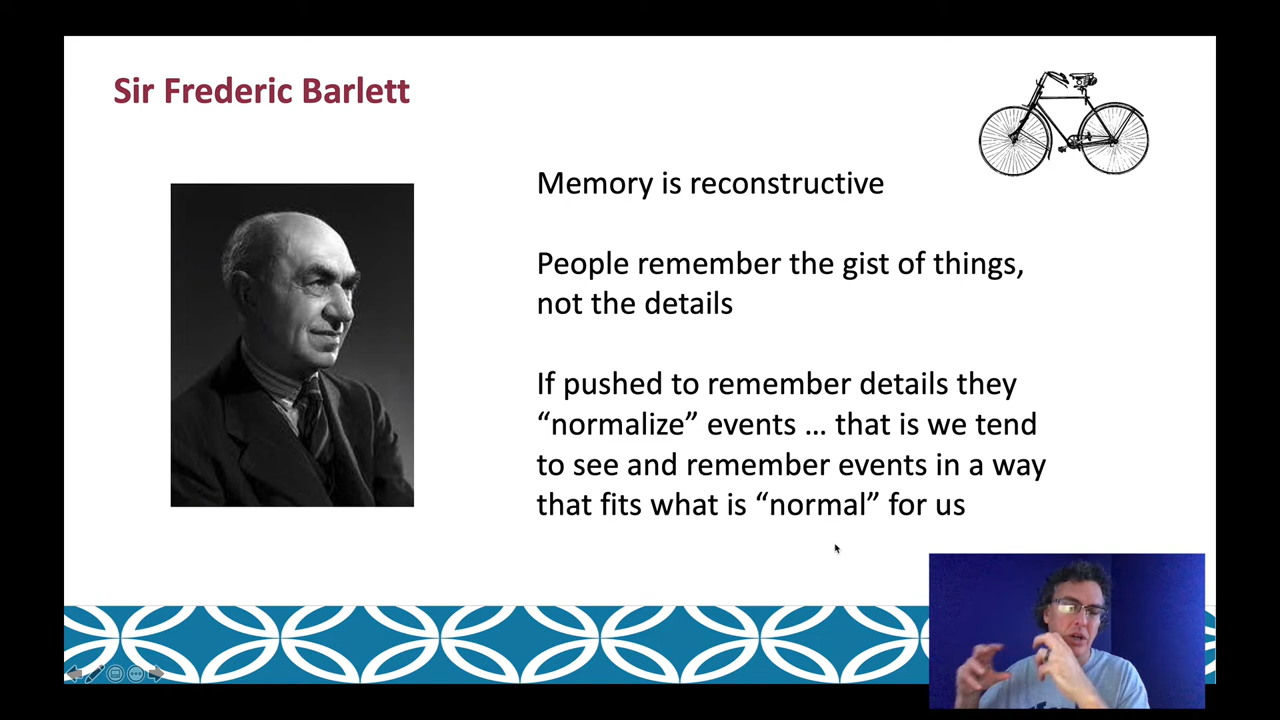 Sir Frederic Barlett
Memory is reconstructive
People remember the gist of things,
not the details
If pushed to remember details they
“normalize” events ... that is we tend
to see and remember events in a way
that fits what is “normal” for us